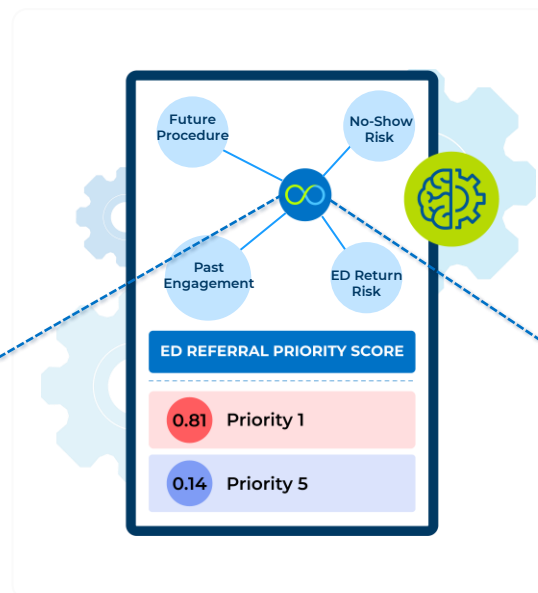 Future
Procedure
No-Show
Risk
Past
Engagement
ED Return
Risk
ED REFERRAL PRIORITY SCORE
0.81 Priority 1
0.14 Priority 5